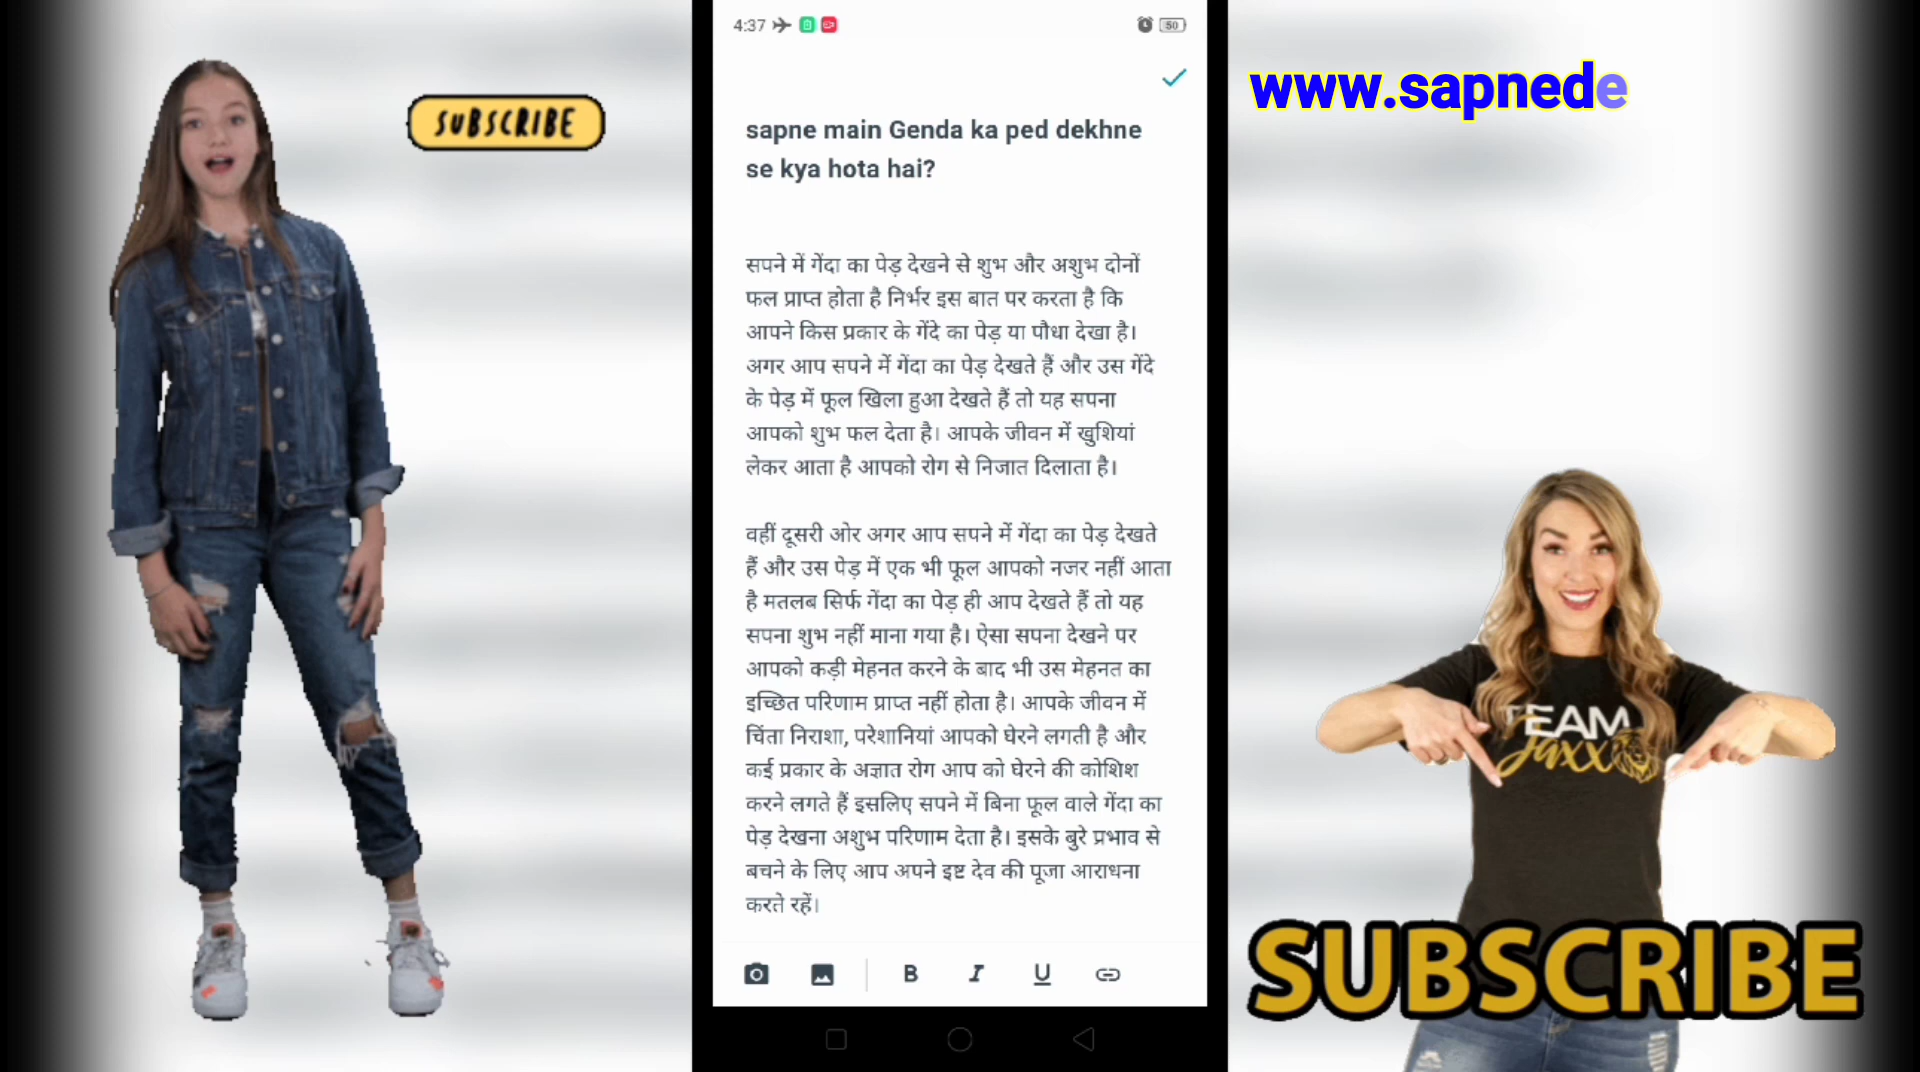 4:37
50
SUBSCRIBE
www.sapnede
sapne main Genda ka ped dekhne
se kya hota hai?
सपने में गेंदा का पेड़ देखने से शुभ और अशुभ दोनों
फल प्राप्त होता है निर्भर इस बात पर करता है कि
आपने किस प्रकार के गेंदे का पेड़ या पौधा देखा है।
अगर आप सपने में गेंदा का पेड़ देखते हैं और उस गेंदे
के पेड़ में फूल खिला हुआ देखते हैं तो यह सपना
आपको शुभ फल देता है। आपके जीवन में खुशियां
लेकर आता है आपको रोग से निजात दिलाता है।
वहीं दूसरी ओर अगर आप सपने में गेंदा का पेड़ देखते
हैं और उस पेड़ में एक भी फूल आपको नजर नहीं आता
है मतलब सिर्फ गेंदा का पेड़ ही आप देखते हैं तो यह
सपना शुभ नहीं माना गया है। ऐसा सपना देखने पर
आपको कड़ी मेहनत करने के बाद भी उस मेहनत का
इच्छित परिणाम प्राप्त नहीं होता है। आपके जीवन में
चिंता निराशा, परेशानियां आपको घेरने लगती है और
कई प्रकार के अज्ञात रोग आप को घेरने की कोशिश
करने लगते हैं इसलिए सपने में बिना फूल वाले गेंदा का
पेड़ देखना अशुभ परिणाम देता है। इसके बुरे प्रभाव से
बचने के लिए आप अपने इष्ट देव की पूजा आराधना
करते रहें।
B I U
TEAM
Jaxx
SUBSCRIBE